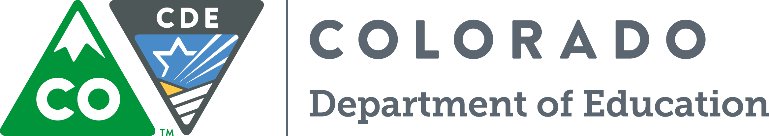 CO
TM
CDE
COLORADO
Department of Education